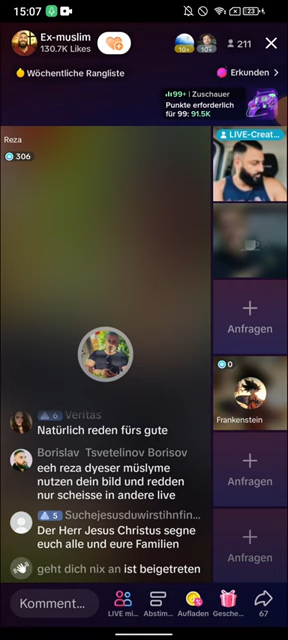 15:07
23
Ex-muslim
130.7K Likes
10+
10+
211
Wöchentliche Rangliste
Erkunden >
99+ | Zuschauer
Punkte erforderlich
für 99: 91.5K
Reza
306
LIVE-Creat...
Anfragen
0
Frankenstein
Anfragen
Anfragen
6 Veritas
Natürlich reden fürs gute
Borislav Tsvetelinov Borisov
eeh reza dyeser müslyme
nutzen dein bild und redden
nur scheisse in andere live
5 Suchejesusduwirstihnfin...
Der Herr Jesus Christus segne
euch alle und eure Familien
geht dich nix an ist beigetreten
Komment...
LIVE mi...
Abstim...
Aufladen
Gesche...
67